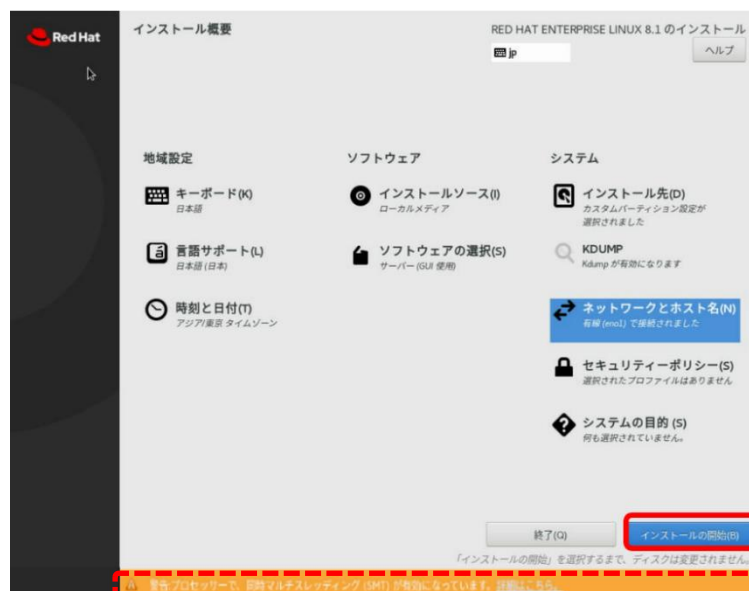 Red Hat
インストール概要
RED HAT ENTERPRISE LINUX 8.1 のインストール
jp
ヘルプ
地域設定
キーボード(K)
日本語
言語サポート(L)
日本語 (日本)
時刻と日付(T)
アジア/東京 タイムゾーン
ソフトウェア
インストールソース(I)
ローカルメディア
ソフトウェアの選択(S)
サーバー (GUI 使用)
システム
インストール先(D)
カスタムパーティション設定が
選択されました
KDUMP
Kdump が有効になります
ネットワークとホスト名(N)
有線 (eno1) で接続されました
セキュリティーポリシー(S)
選択されたプロファイルはありません
システムの目的 (S)
何も選択されていません。
終了(Q)
インストールの開始(B)
「インストールの開始」を選択するまで、ディスクは変更されません。
警告:プロセッサーで、同時マルチスレッディング (SMT) が有効になっています。詳細はこちら。